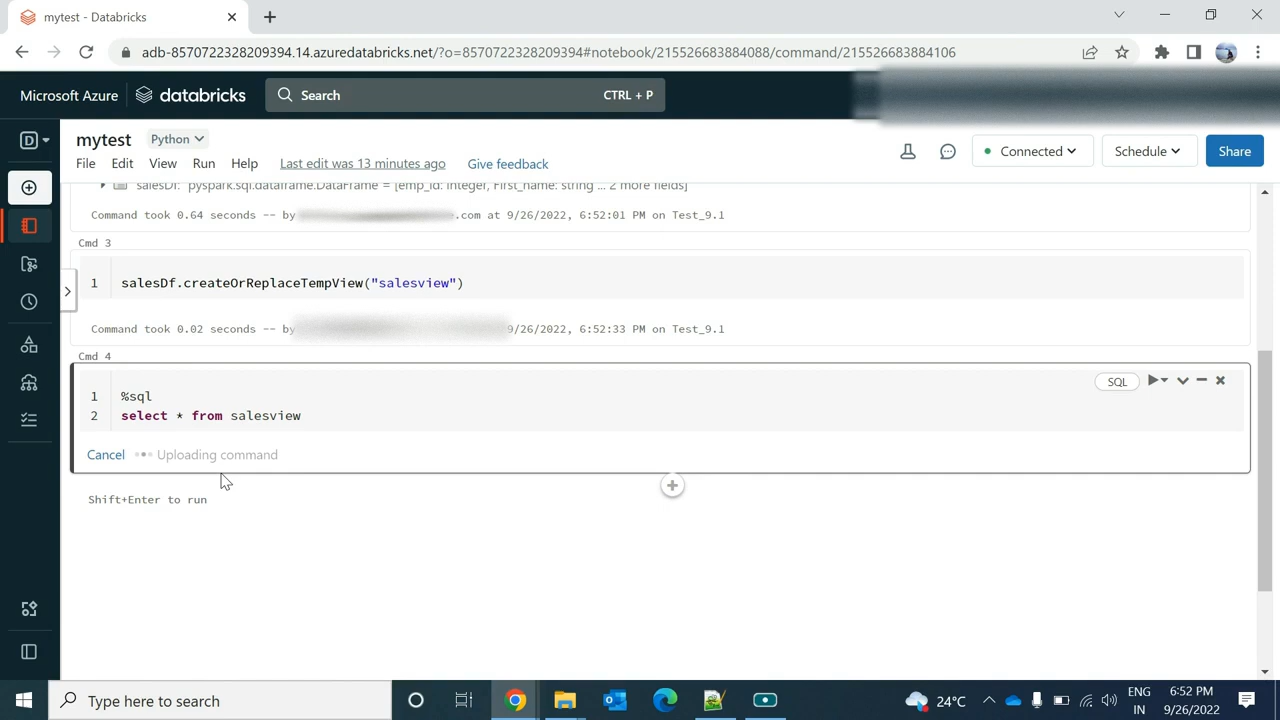 mytest - Databricks
adb-8570722328209394.14.azuredatabricks.net/?o=8570722328209394#notebook/215526683884088/command/215526683884106
Microsoft Azure databricks Search CTRL + P
D
mytest Python
File Edit View Run Help Last edit was 13 minutes ago Give feedback
Connected Schedule Share
salesDf: pyspark.sql.dataframe.DataFrame = [emp_id: integer, First_name: string ... 2 more fields]
Command took 0.64 seconds -- by .com at 9/26/2022, 6:52:01 PM on Test_9.1
Cmd 3
1 salesDf.createOrReplaceTempView("salesview")
Command took 0.02 seconds -- by 9/26/2022, 6:52:33 PM on Test_9.1
Cmd 4
SQL
1 %sql
2 select * from salesview
Cancel Uploading command
Shift+Enter to run
Type here to search
24°C
ENG
IN
6:52 PM
9/26/2022